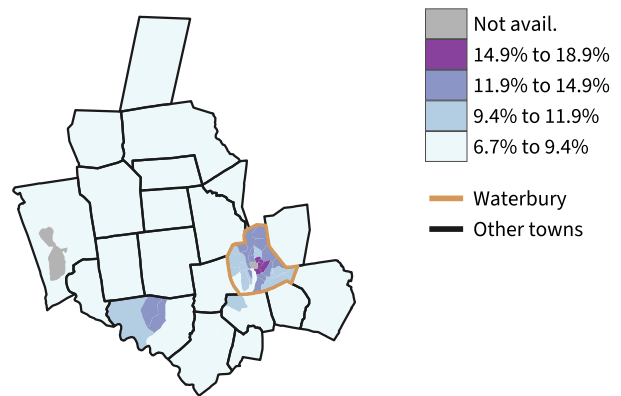 Not avail.
14.9% to 18.9%
11.9% to 14.9%
9.4% to 11.9%
6.7% to 9.4%
Waterbury
Other towns